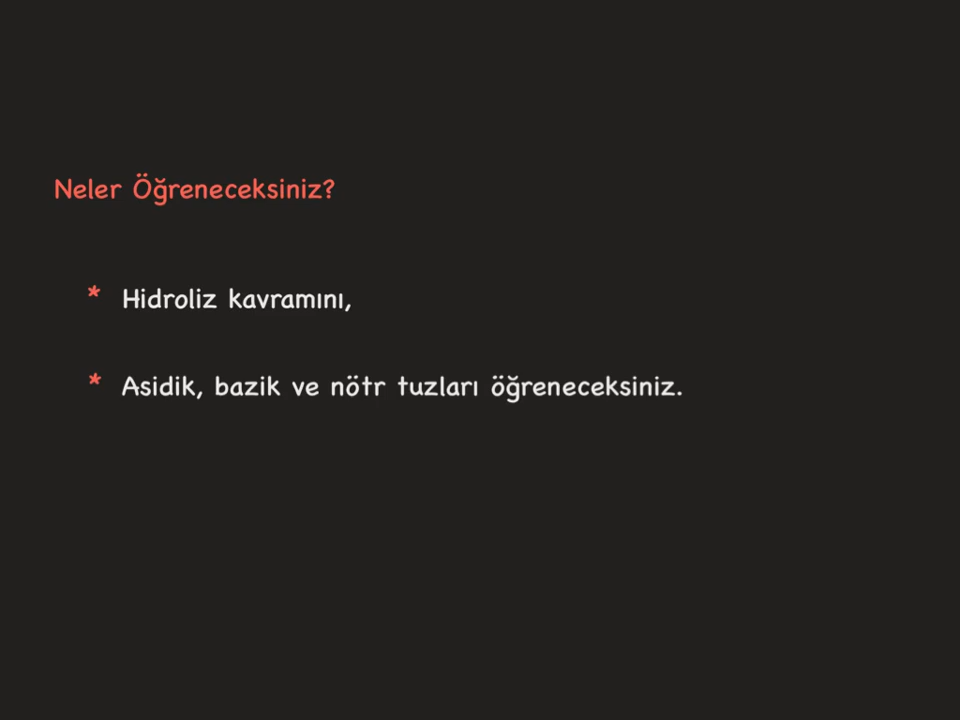 Neler Öğreneceksiniz?
* Hidroliz kavramını,
* Asidik, bazik ve nötr tuzları öğreneceksiniz.